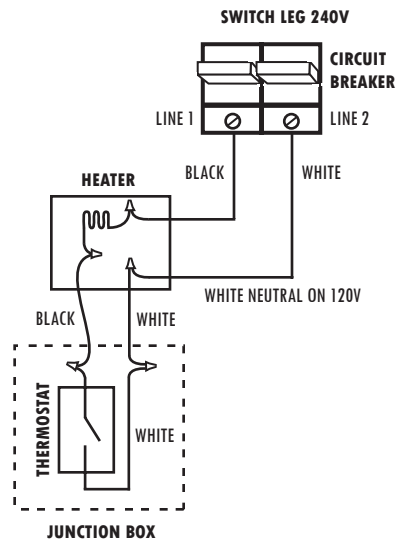 SWITCH LEG 240V
CIRCUIT
BREAKER
LINE 1
LINE 2
BLACK
WHITE
HEATER
WHITE NEUTRAL ON 120V
BLACK
WHITE
THERMOSTAT
WHITE
JUNCTION BOX